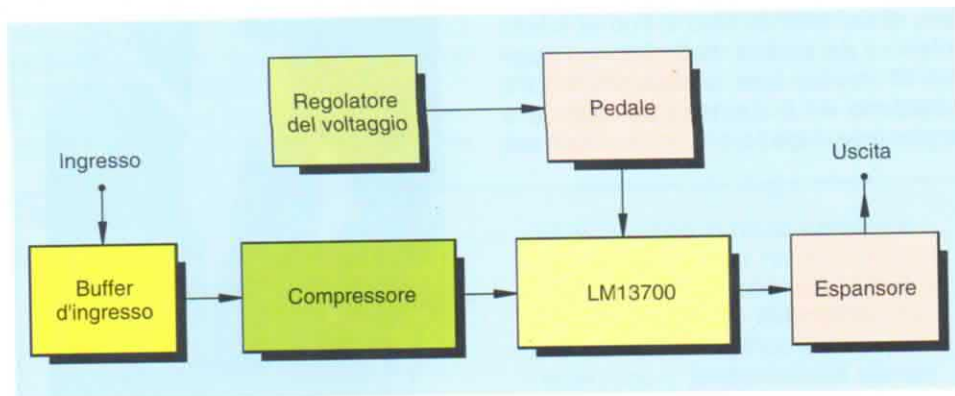 Regolatore
del voltaggio
Pedale
Ingresso
Uscita
Buffer
d'ingresso
Compressore
LM13700
Espansore